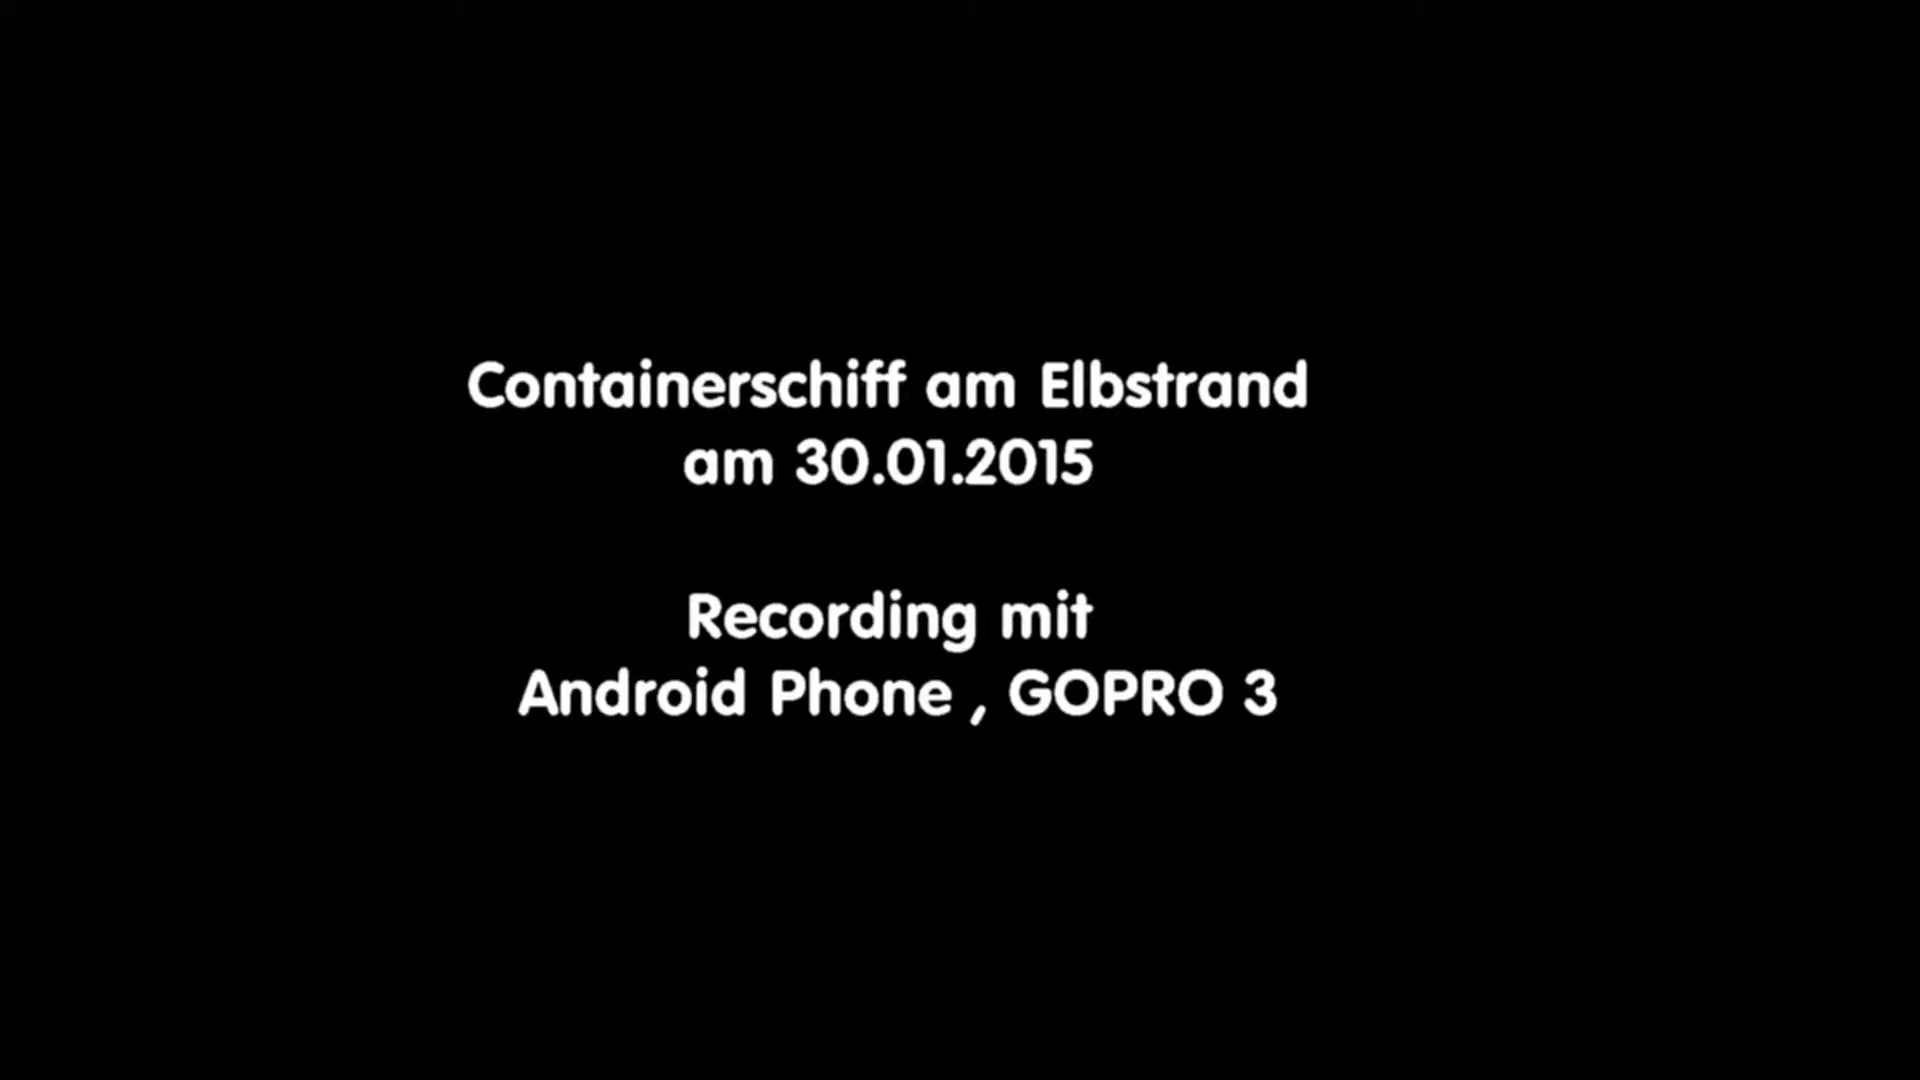 Containerschiff am Elbstrand
am 30.01.2015
Recording mit
Android Phone , GOPRO 3